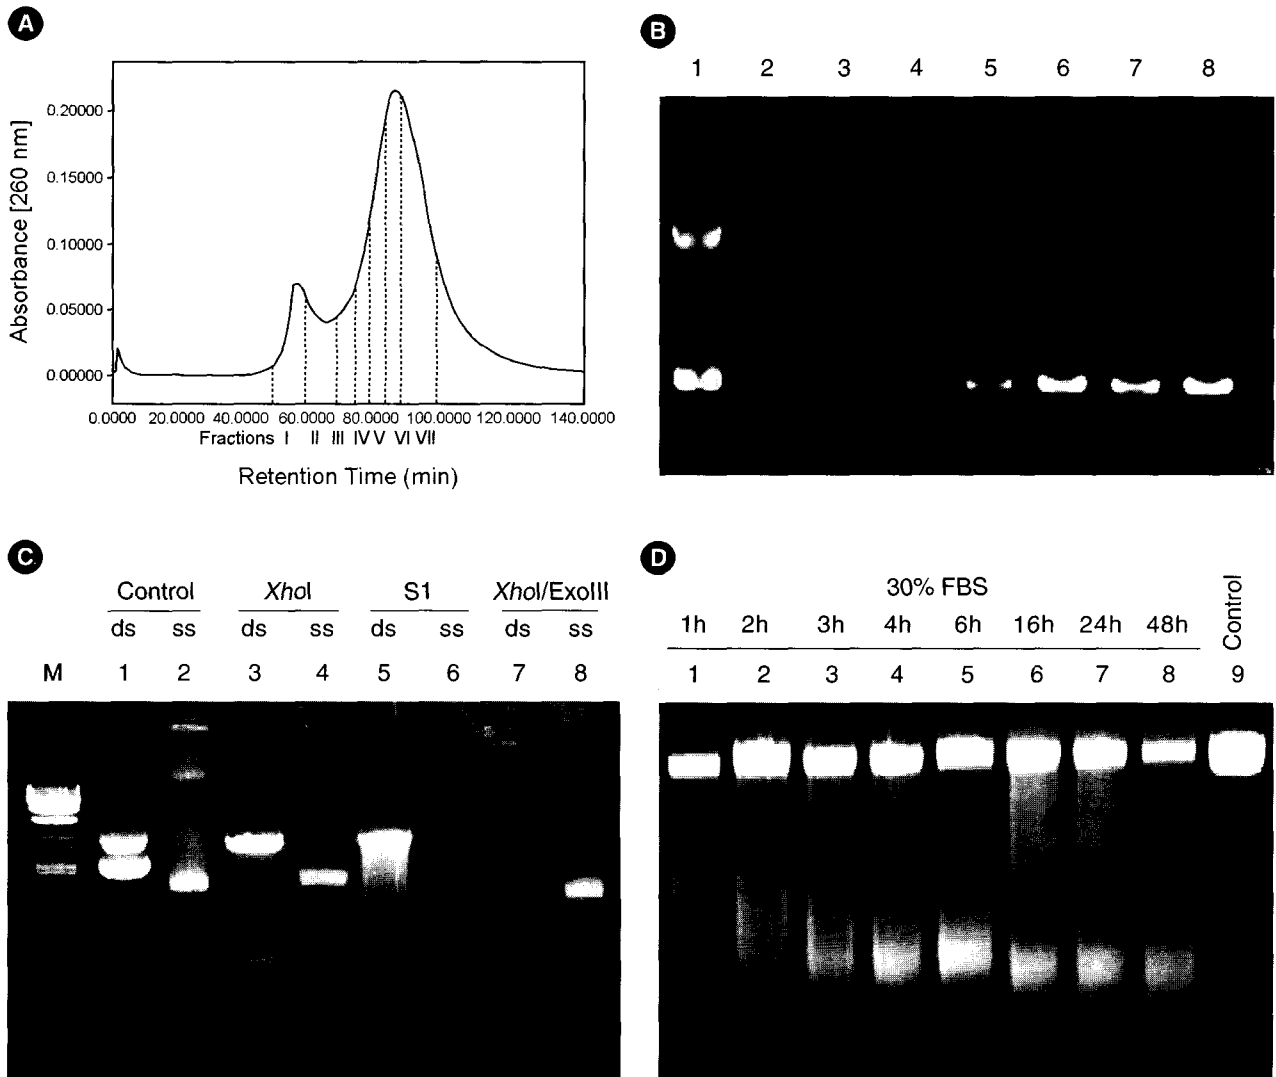 A
Absorbance [260 nm]
0.20000
0.15000
0.10000
0.05000
0.00000
0.0000 20.0000 40.0000 60.0000 80.0000 100.0000 120.0000 140.0000
Fractions I II III IV V VI VII
Retention Time (min)
B
1 2 3 4 5 6 7 8
C
Control XhoI S1 XhoI/ExoIII
ds ss ds ss ds ss ds ss
M 1 2 3 4 5 6 7 8
D
30% FBS
1h 2h 3h 4h 6h 16h 24h 48h
Control
1 2 3 4 5 6 7 8 9